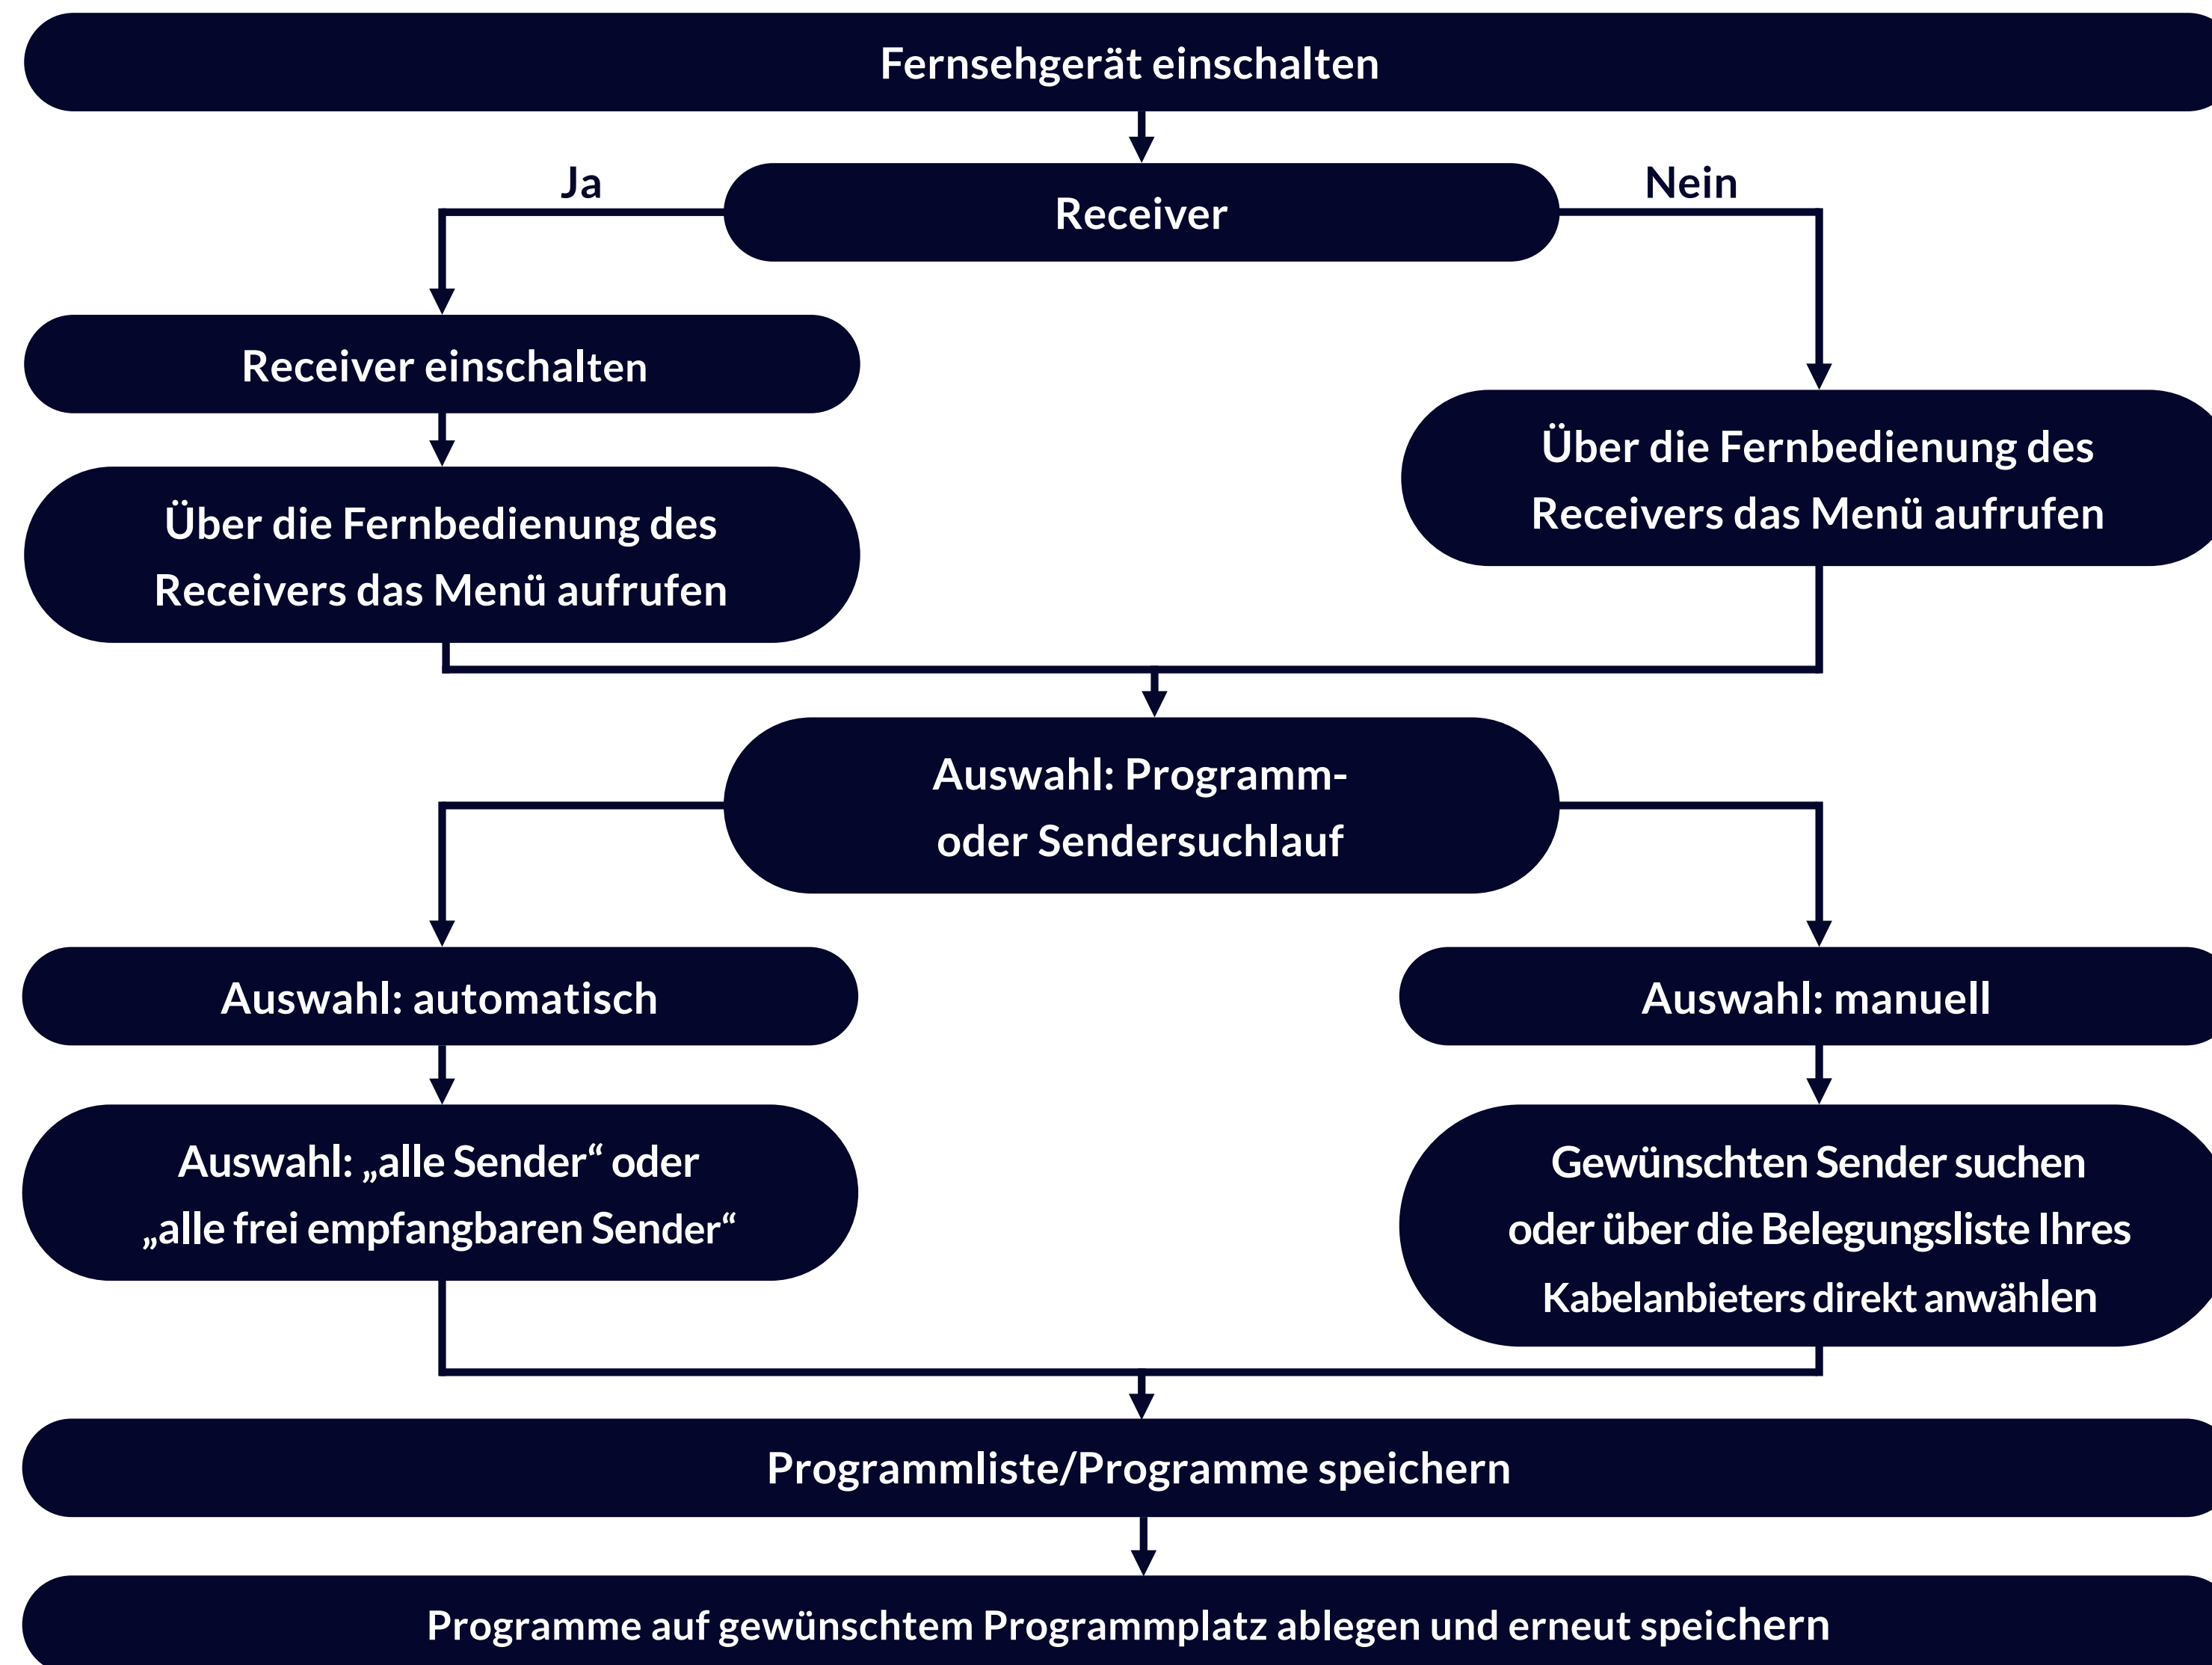 Fernsehgerät einschalten
Ja
Nein
Receiver
Receiver einschalten
Über die Fernbedienung des
Receivers das Menü aufrufen
Über die Fernbedienung des
Receivers das Menü aufrufen
Auswahl: Programm-
oder Sendersuchlauf
Auswahl: automatisch
Auswahl: manuell
Auswahl: „alle Sender“ oder
„alle frei empfangbaren Sender“
Gewünschten Sender suchen
oder über die Belegungsliste Ihres
Kabelanbieters direkt anwählen
Programmliste/Programme speichern
Programme auf gewünschtem Programmplatz ablegen und erneut speichern